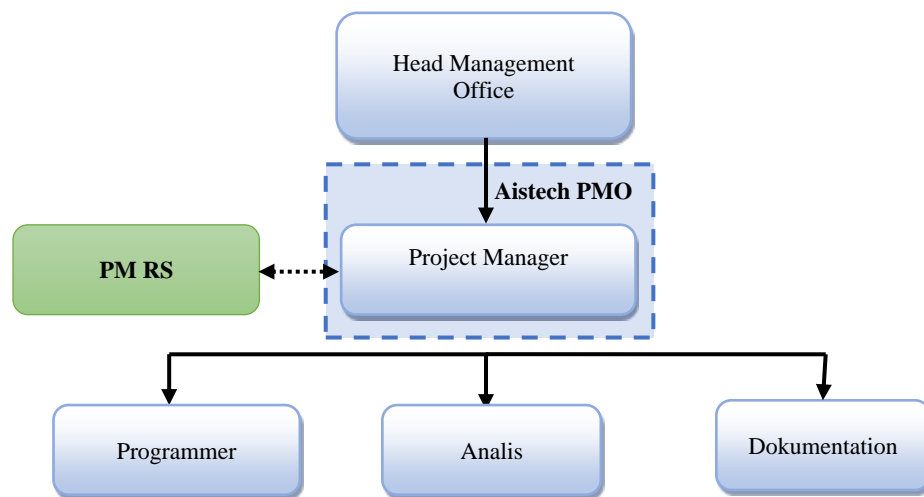 Head Management
Office
Aistech PMO
Project Manager
PM RS
Programmer
Analis
Dokumentation